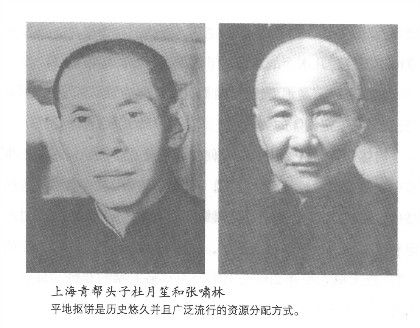 上海青帮头子杜月笙和张啸林
平地抠饼是历史悠久并且广泛流行的资源分配方式。